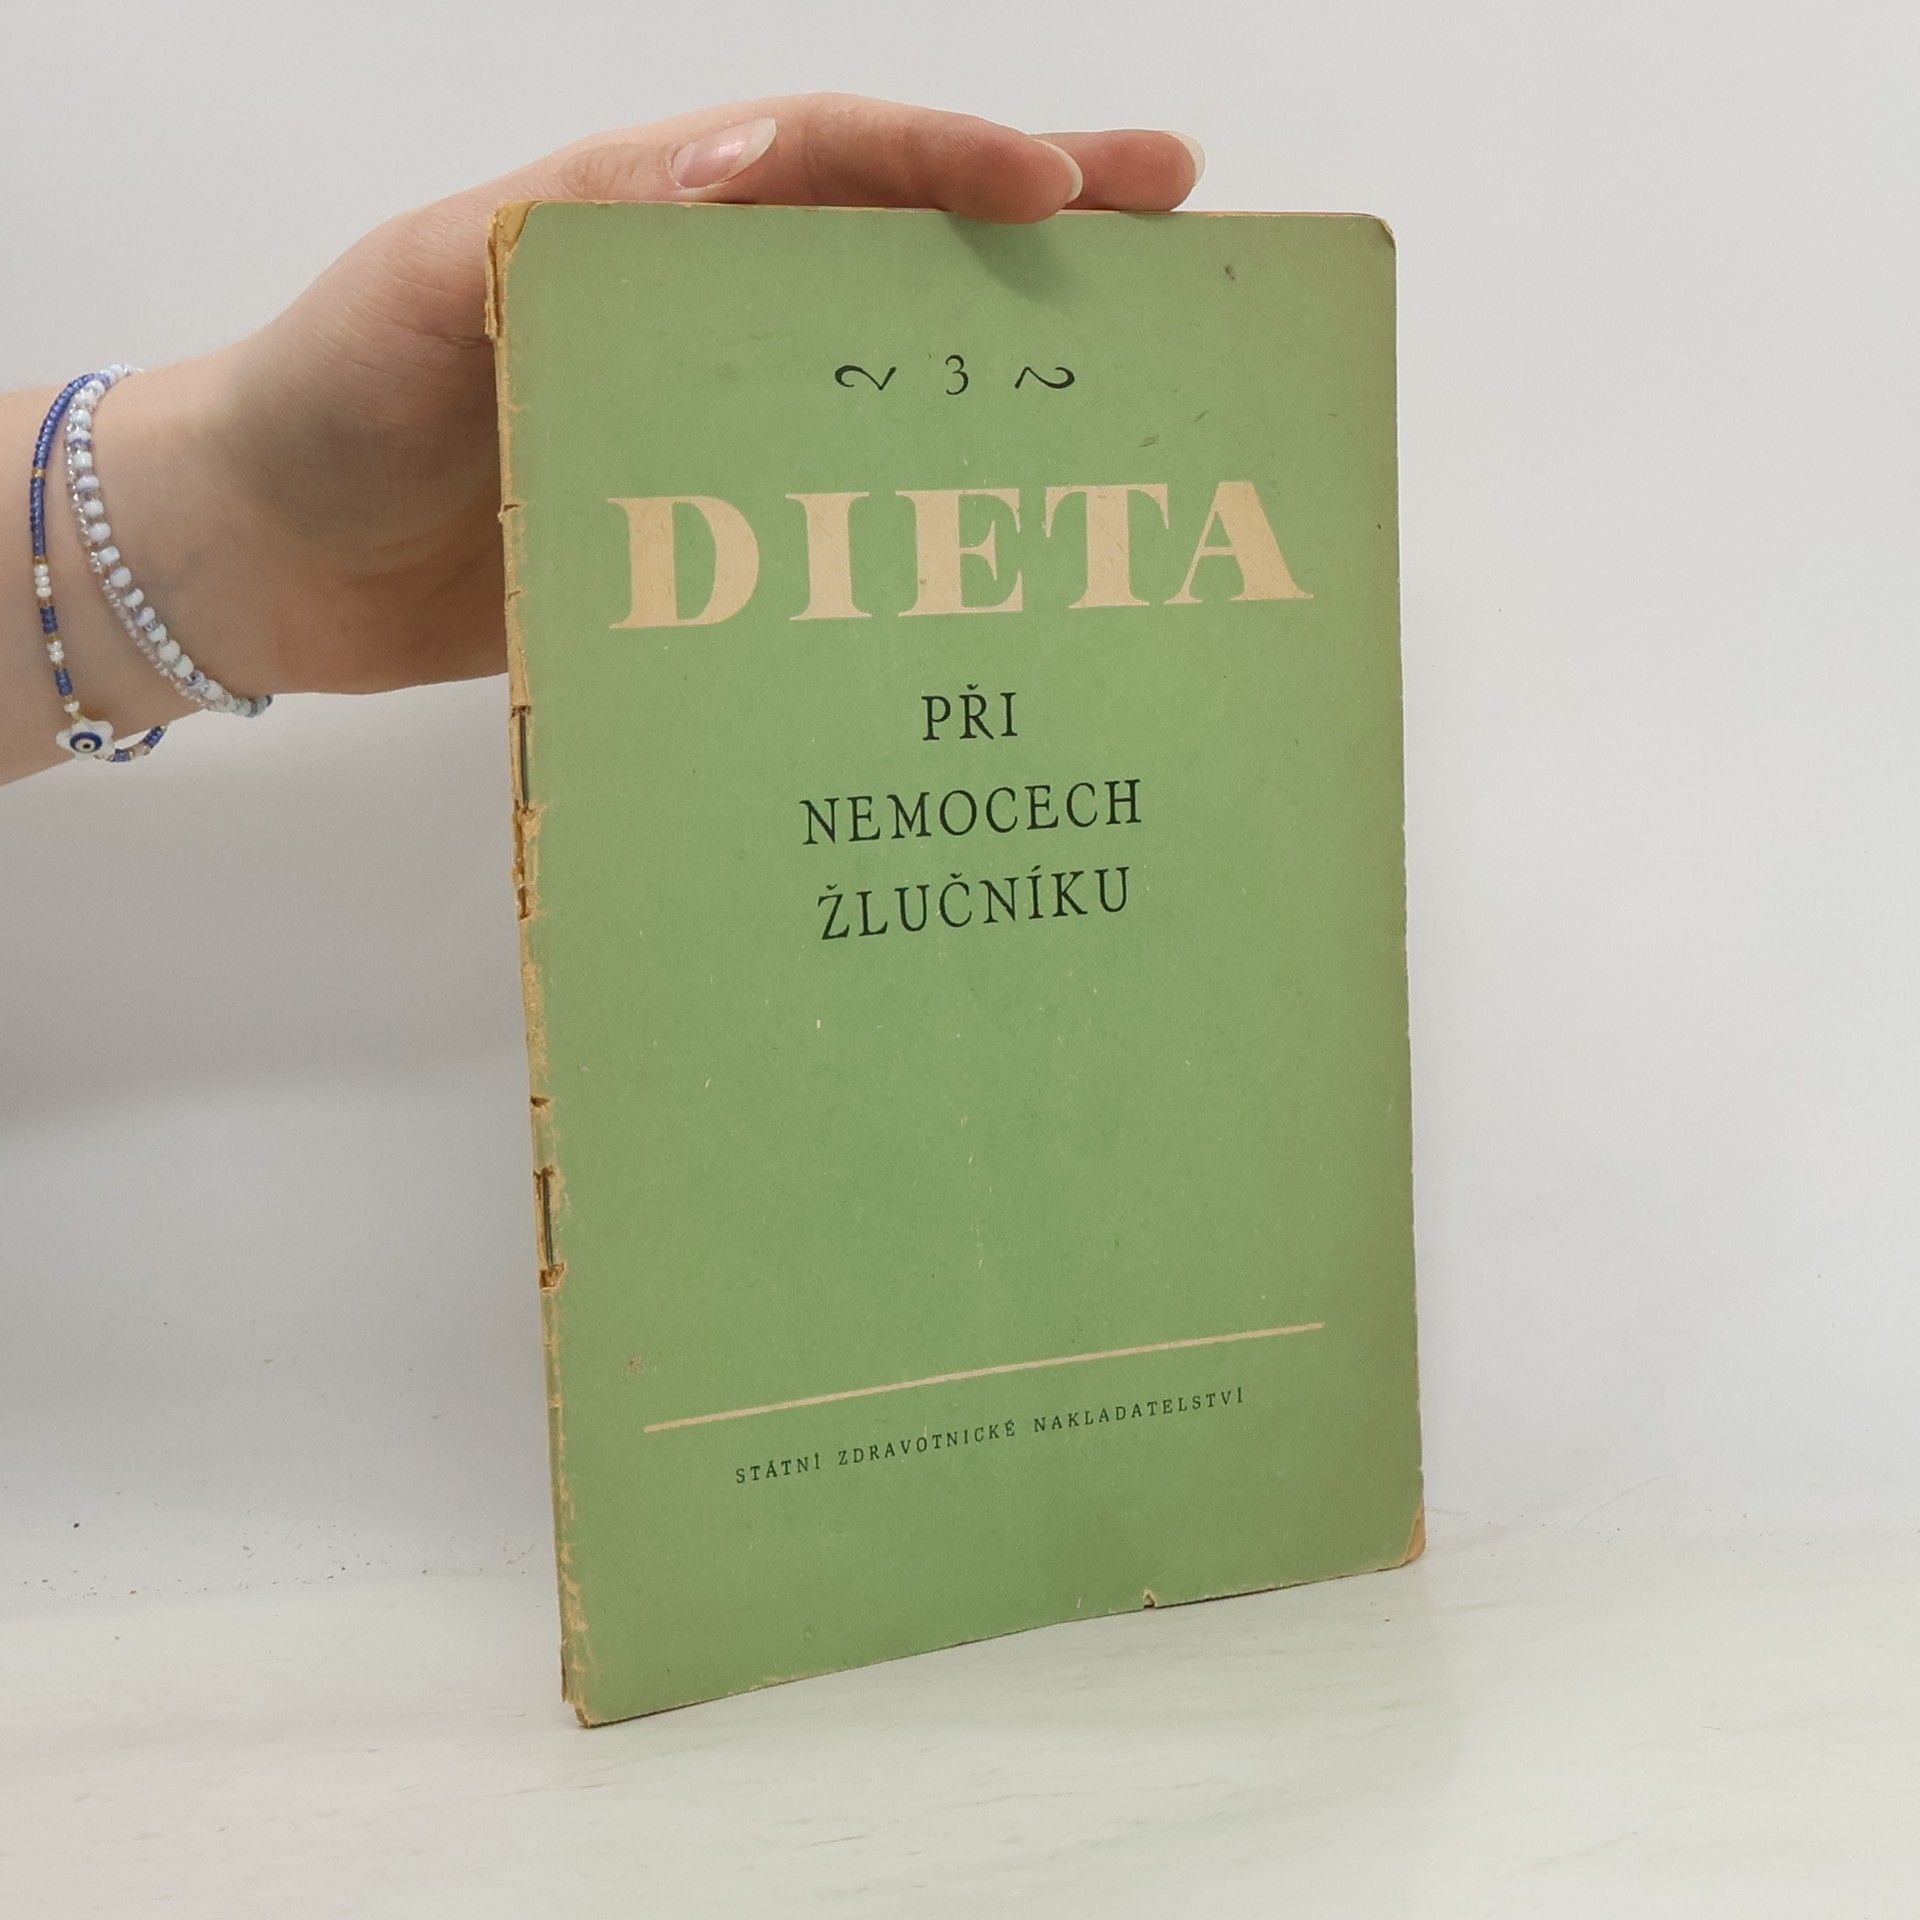 3
DIETA
PŘI
NEMOCECH
ŽLUČNÍKU
STÁTNÍ ZDRAVOTNICKÉ NAKLADATELSTVÍ